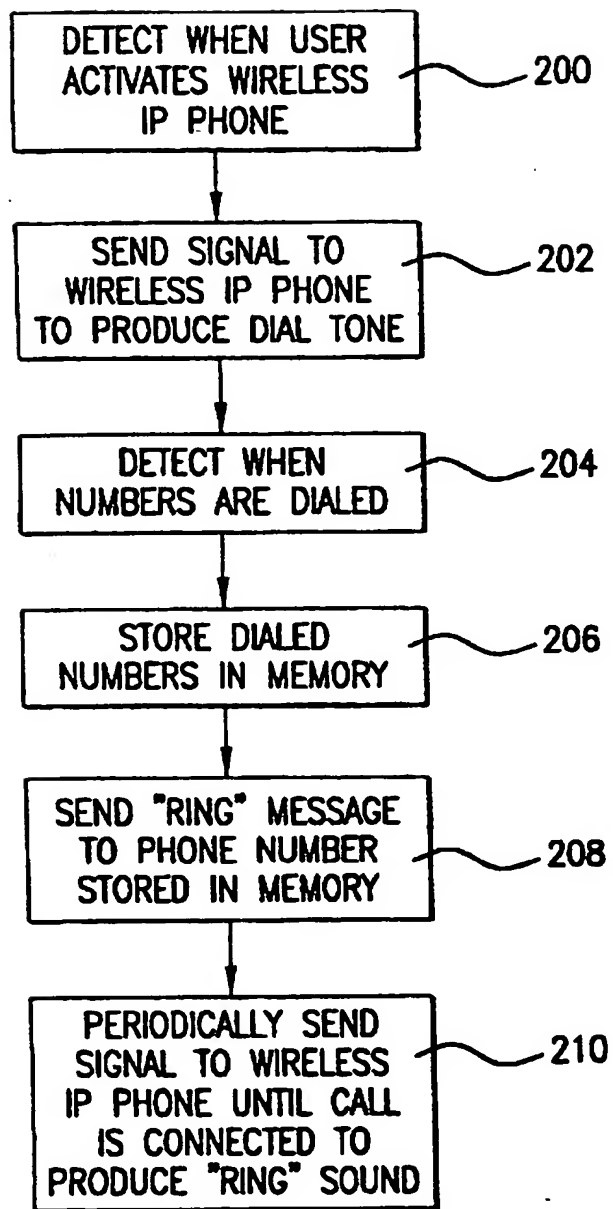 DETECT WHEN USER
ACTIVATES WIRELESS
IP PHONE
200
SEND SIGNAL TO
WIRELESS IP PHONE
TO PRODUCE DIAL TONE
202
DETECT WHEN
NUMBERS ARE DIALED
204
STORE DIALED
NUMBERS IN MEMORY
206
SEND "RING" MESSAGE
TO PHONE NUMBER
STORED IN MEMORY
208
PERIODICALLY SEND
SIGNAL TO WIRELESS
IP PHONE UNTIL CALL
IS CONNECTED TO
PRODUCE "RING" SOUND
210